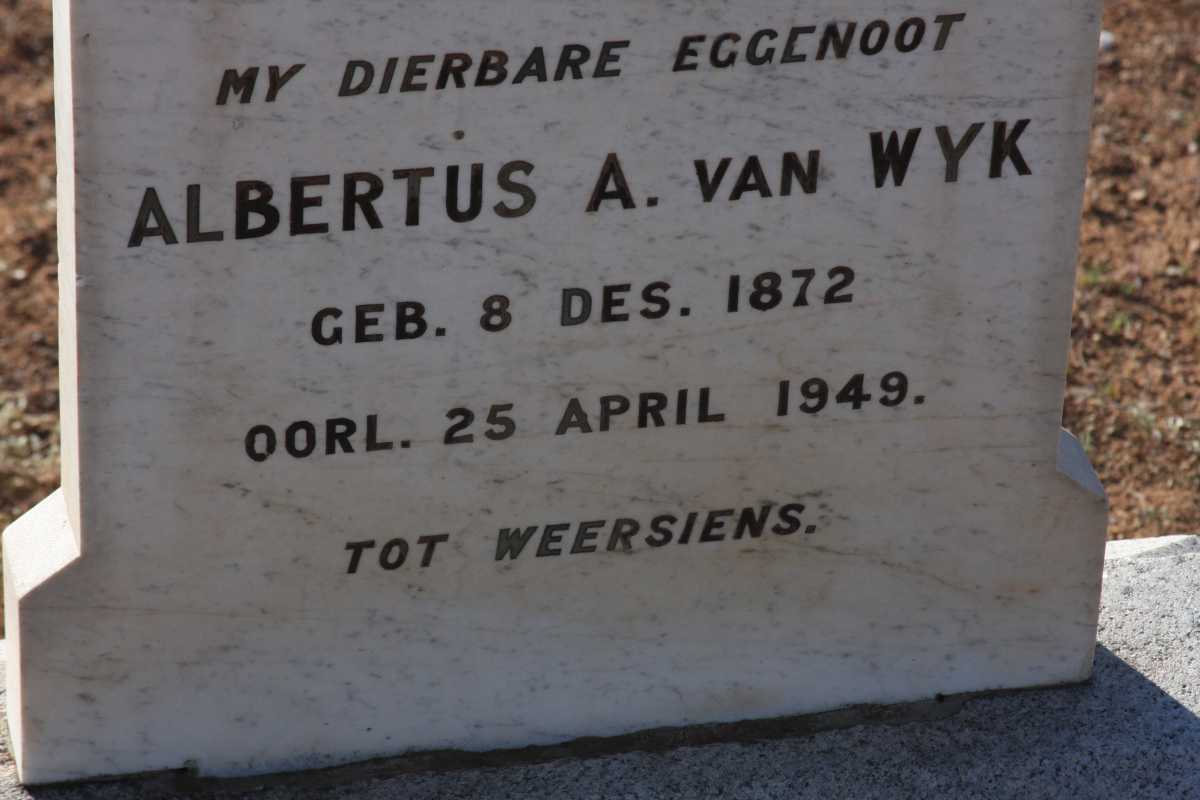 MY DIERBARE EGGENOOT
ALBERTUS A. VAN WYK
GEB. 8 DES. 1872
OORL. 25 APRIL 1949.
TOT WEERSIENS.